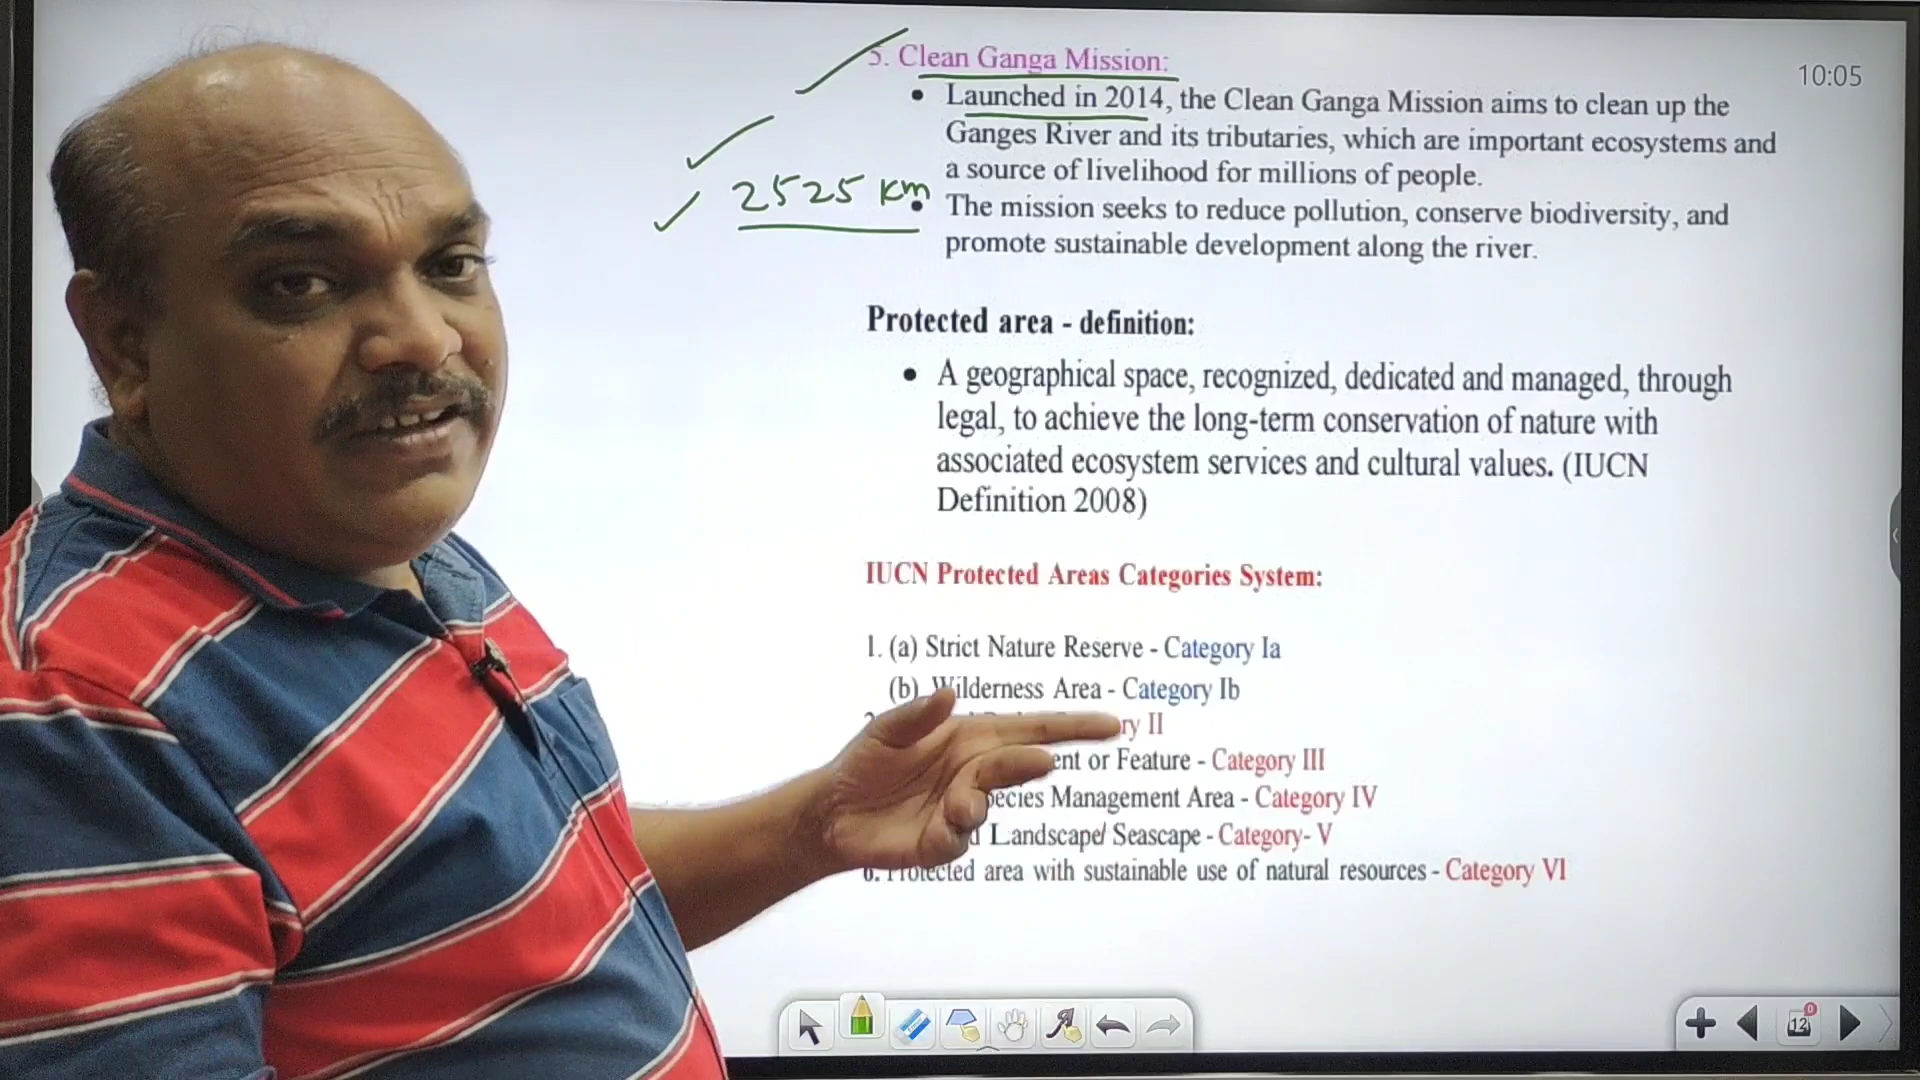 10:05
5. Clean Ganga Mission:
• Launched in 2014, the Clean Ganga Mission aims to clean up the
Ganges River and its tributaries, which are important ecosystems and
a source of livelihood for millions of people.
2525 km
• The mission seeks to reduce pollution, conserve biodiversity, and
promote sustainable development along the river.
Protected area - definition:
• A geographical space, recognized, dedicated and managed, through
legal, to achieve the long-term conservation of nature with
associated ecosystem services and cultural values. (IUCN
Definition 2008)
IUCN Protected Areas Categories System:
1. (a) Strict Nature Reserve - Category Ia
(b) Wilderness Area - Category Ib
II
or Feature - Category III
Management Area - Category IV
Landscape/ Seascape - Category- V
6. Protected area with sustainable use of natural resources - Category VI
12
0